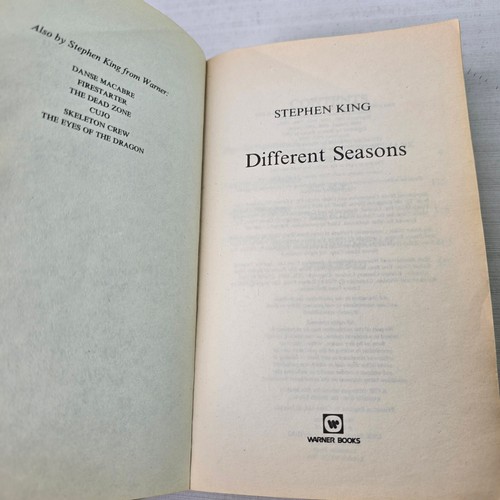 Also by Stephen King from Warner:
DANSE MACABRE
FIRESTARTER
THE DEAD ZONE
CUJO
SKELETON CREW
THE EYES OF THE DRAGON
STEPHEN KING
Different Seasons
WARNER BOOKS